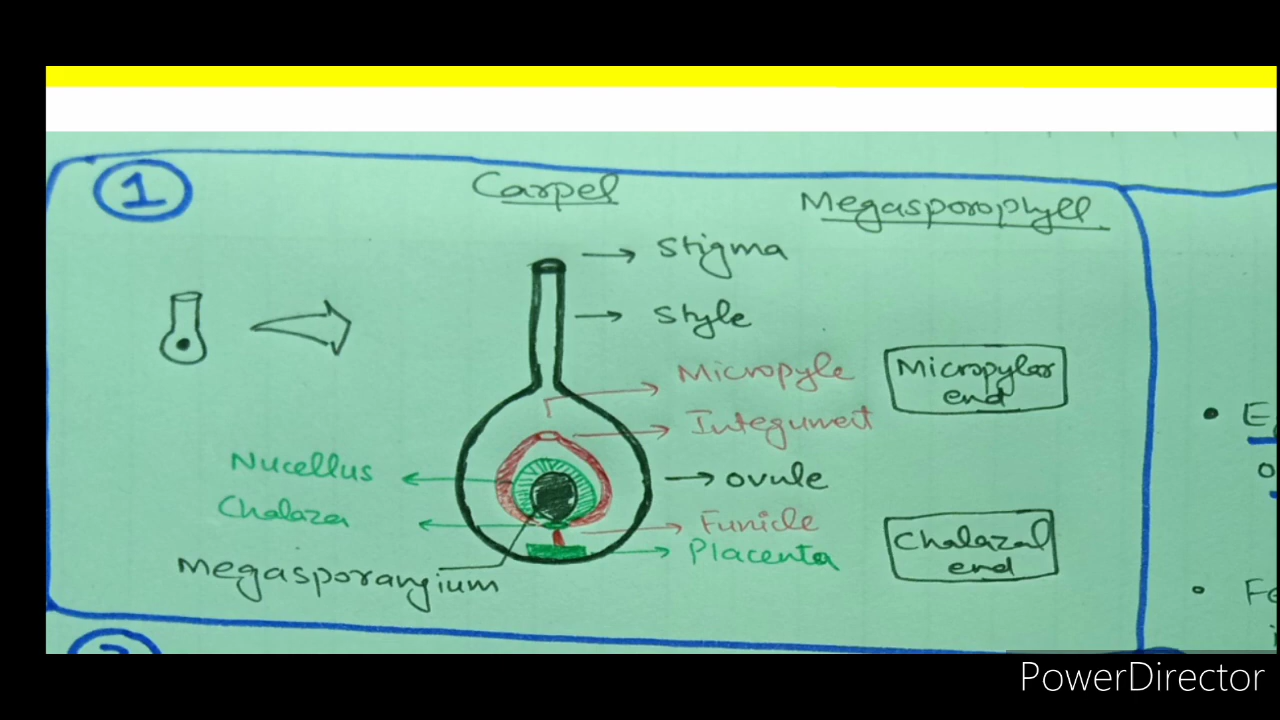 1
Carpel
Megasporophyll
Stigma
Style
Micropyle
Micropylar
end
Integument
Nucellus
ovule
Chalaza
Funicle
Placenta
Chalazal
end
Megasporangium
PowerDirector